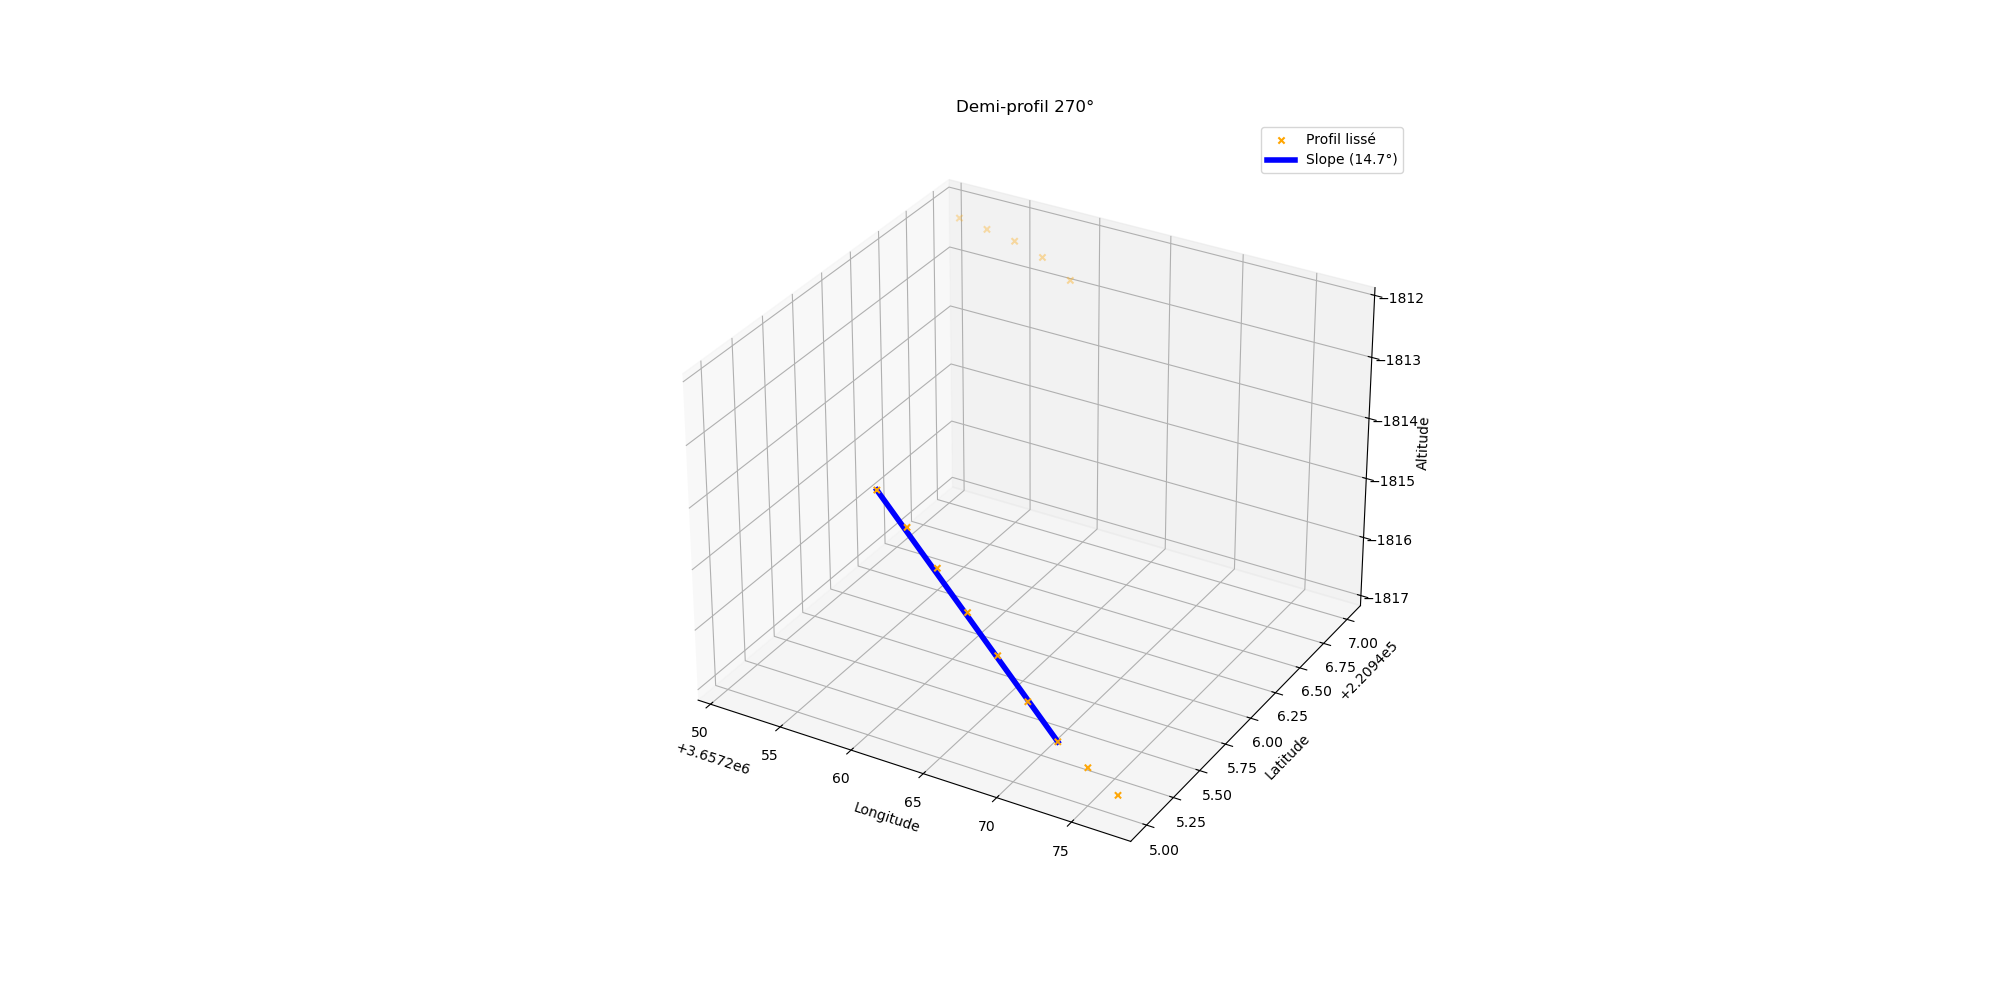 Demi-profil 270°
Profil lissé
Slope (14.7°)
−1812
−1813
−1814
−1815
−1816
−1817
Altitude
7.00
6.75
6.50
6.25
6.00
5.75
5.50
5.25
5.00
+2.2094e5
Latitude
50
55
60
65
70
75
+3.6572e6
Longitude